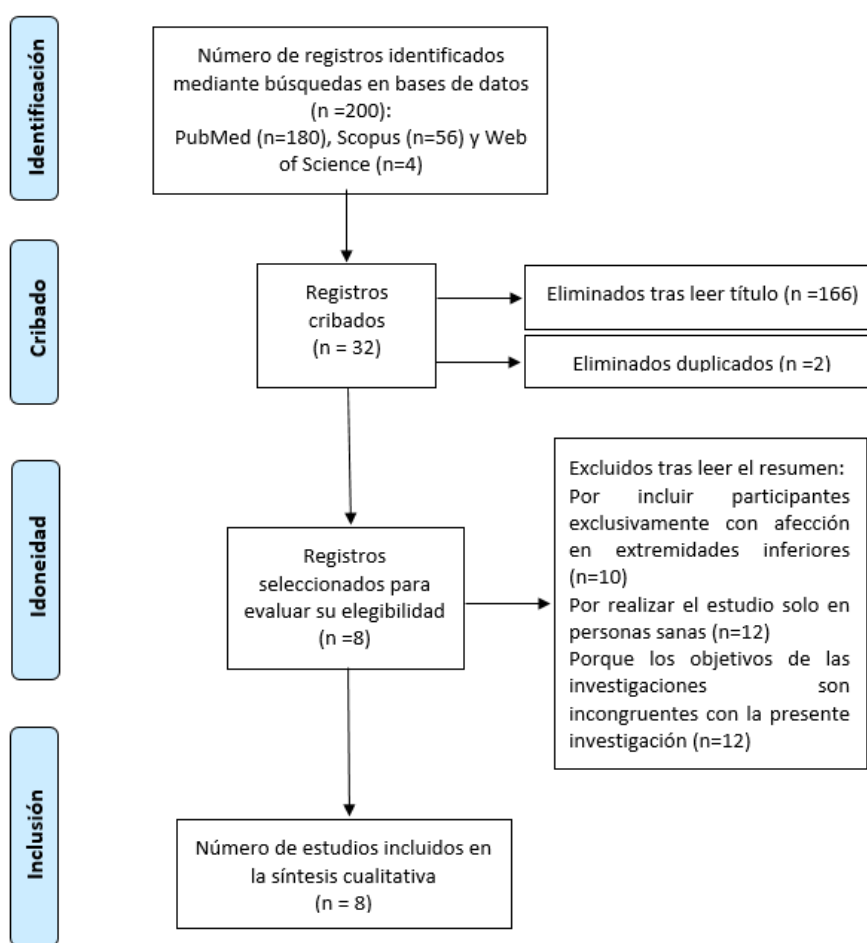 Identificación
Número de registros identificados
mediante búsquedas en bases de datos
(n =200):
PubMed (n=180), Scopus (n=56) y Web
of Science (n=4)
Cribado
Registros
cribados
(n = 32)
Eliminados tras leer título (n =166)
Eliminados duplicados (n =2)
Idoneidad
Registros
seleccionados para
evaluar su elegibilidad
(n =8)
Excluidos tras leer el resumen:
Por incluir participantes
exclusivamente con afección
en extremidades inferiores
(n=10)
Por realizar el estudio solo en
personas sanas (n=12)
Porque los objetivos de las
investigaciones son
incongruentes con la presente
investigación (n=12)
Inclusión
Número de estudios incluidos en
la síntesis cualitativa
(n = 8)